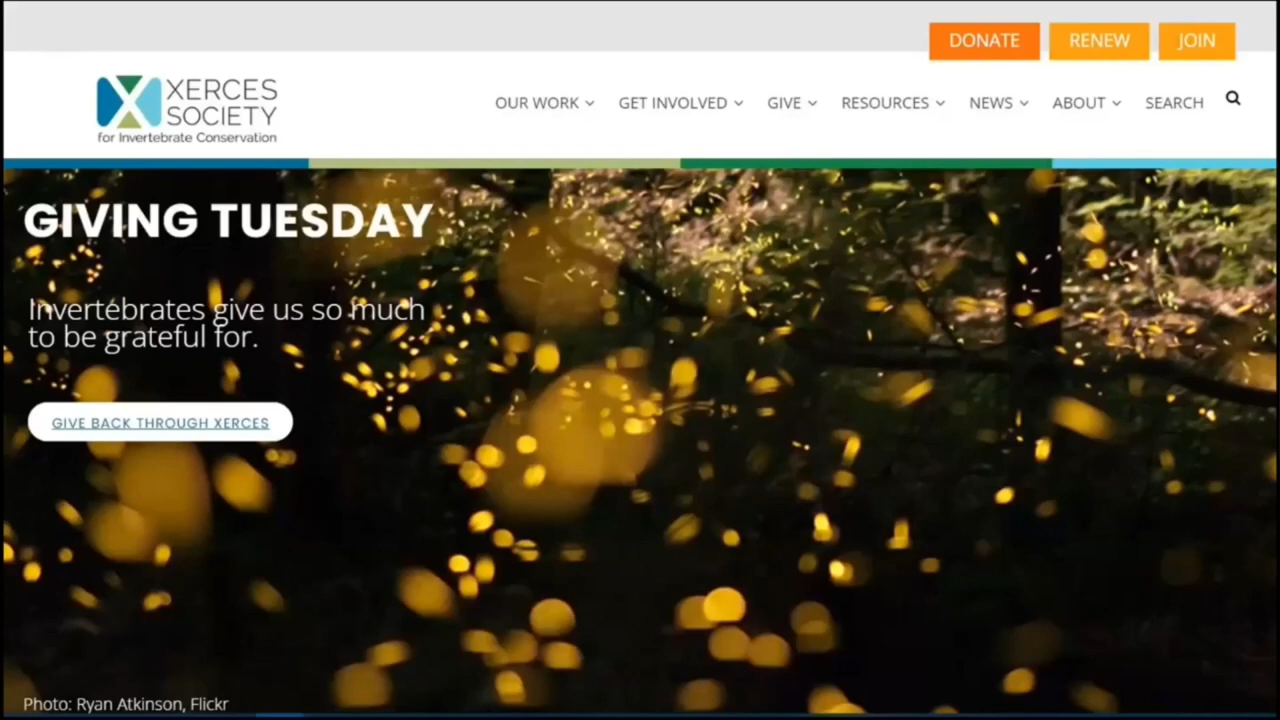 DONATE RENEW JOIN
XERCES
SOCIETY
for Invertebrate Conservation
OUR WORK GET INVOLVED GIVE RESOURCES NEWS ABOUT SEARCH
GIVING TUESDAY
Invertebrates give us so much
to be grateful for.
GIVE BACK THROUGH XERCES
Photo: Ryan Atkinson, Flickr